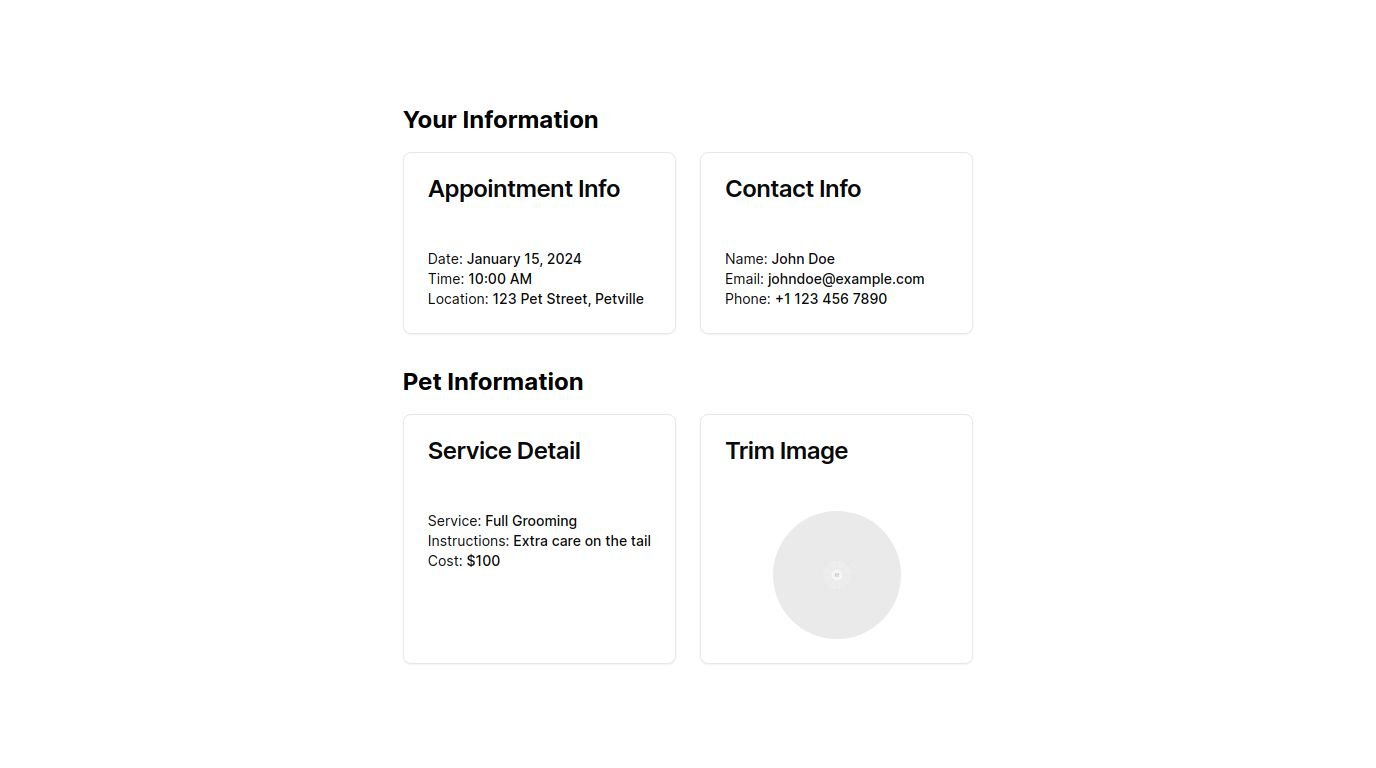 Your Information
Appointment Info
Date: January 15, 2024
Time: 10:00 AM
Location: 123 Pet Street, Petville
Contact Info
Name: John Doe
Email: johndoe@example.com
Phone: +1 123 456 7890
Pet Information
Service Detail
Service: Full Grooming
Instructions: Extra care on the tail
Cost: $100
Trim Image